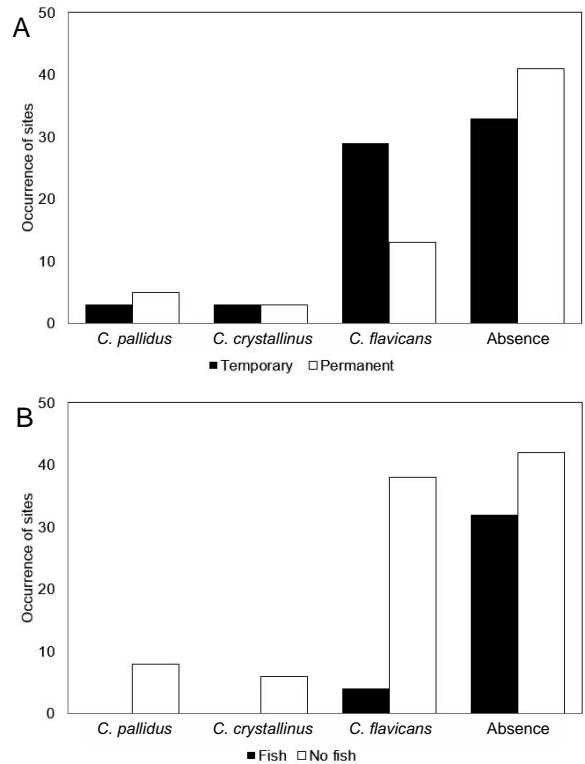 A
50
40
30
20
10
0
Occurrence of sites
C. pallidus C. crystallinus C. flavicans Absence
Temporary Permanent
B
50
40
30
20
10
0
Occurrence of sites
C. pallidus C. crystallinus C. flavicans Absence
Fish No fish